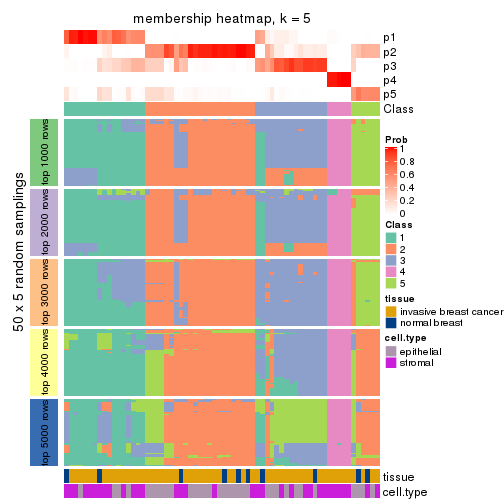 membership heatmap, k = 5
p1
p2
p3
p4
p5
Class
50 x 5 random samplings
top 1000 rows
top 2000 rows
top 3000 rows
top 4000 rows
top 5000 rows
tissue
cell.type
Prob
1
0.8
0.6
0.4
0.2
0
Class
1
2
3
4
5
tissue
invasive breast cancer
normal breast
cell.type
epithelial
stromal